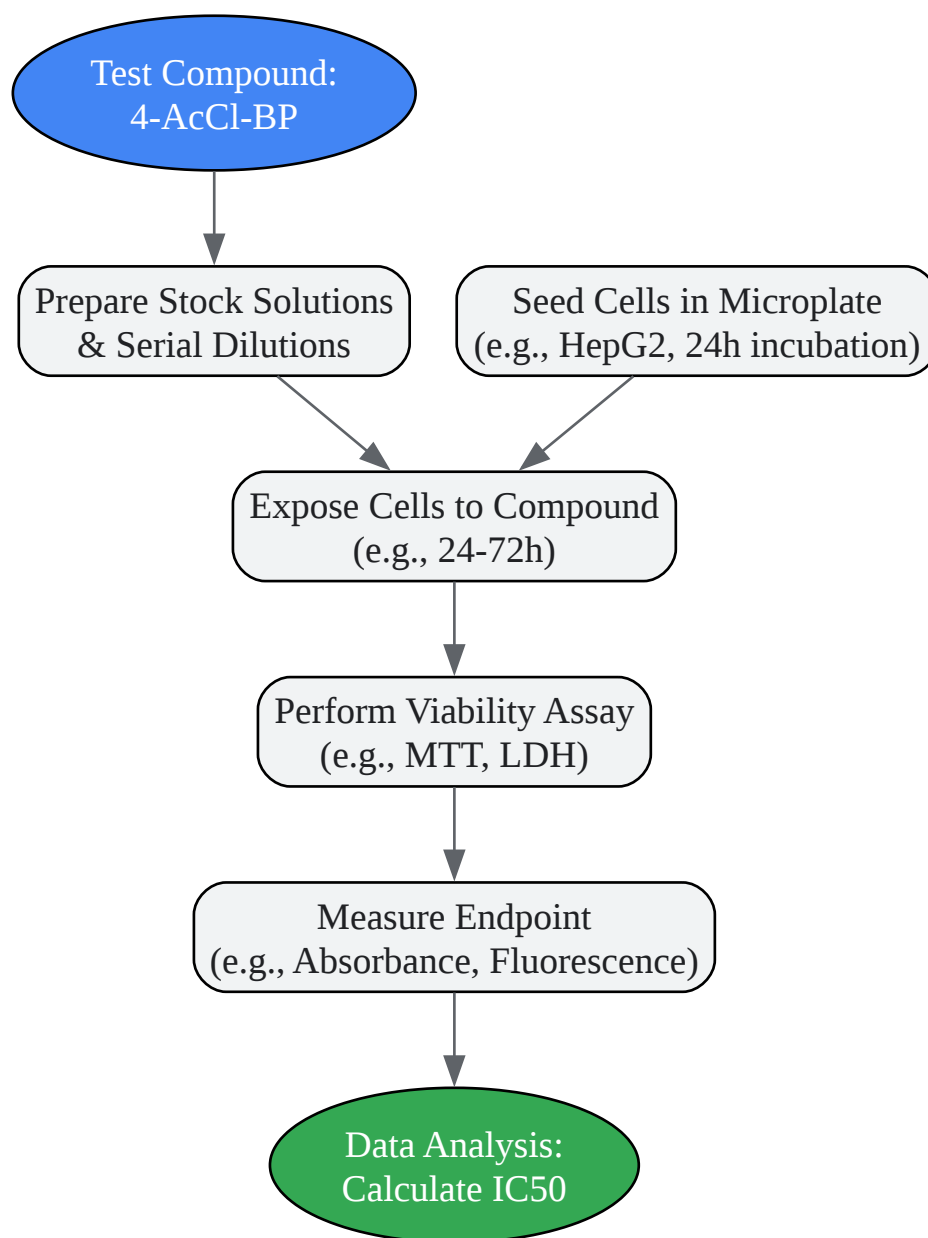 Test Compound:
4-AcCl-BP
Prepare Stock Solutions
& Serial Dilutions
Seed Cells in Microplate
(e.g., HepG2, 24h incubation)
Expose Cells to Compound
(e.g., 24-72h)
Perform Viability Assay
(e.g., MTT, LDH)
Measure Endpoint
(e.g., Absorbance, Fluorescence)
Data Analysis:
Calculate IC50